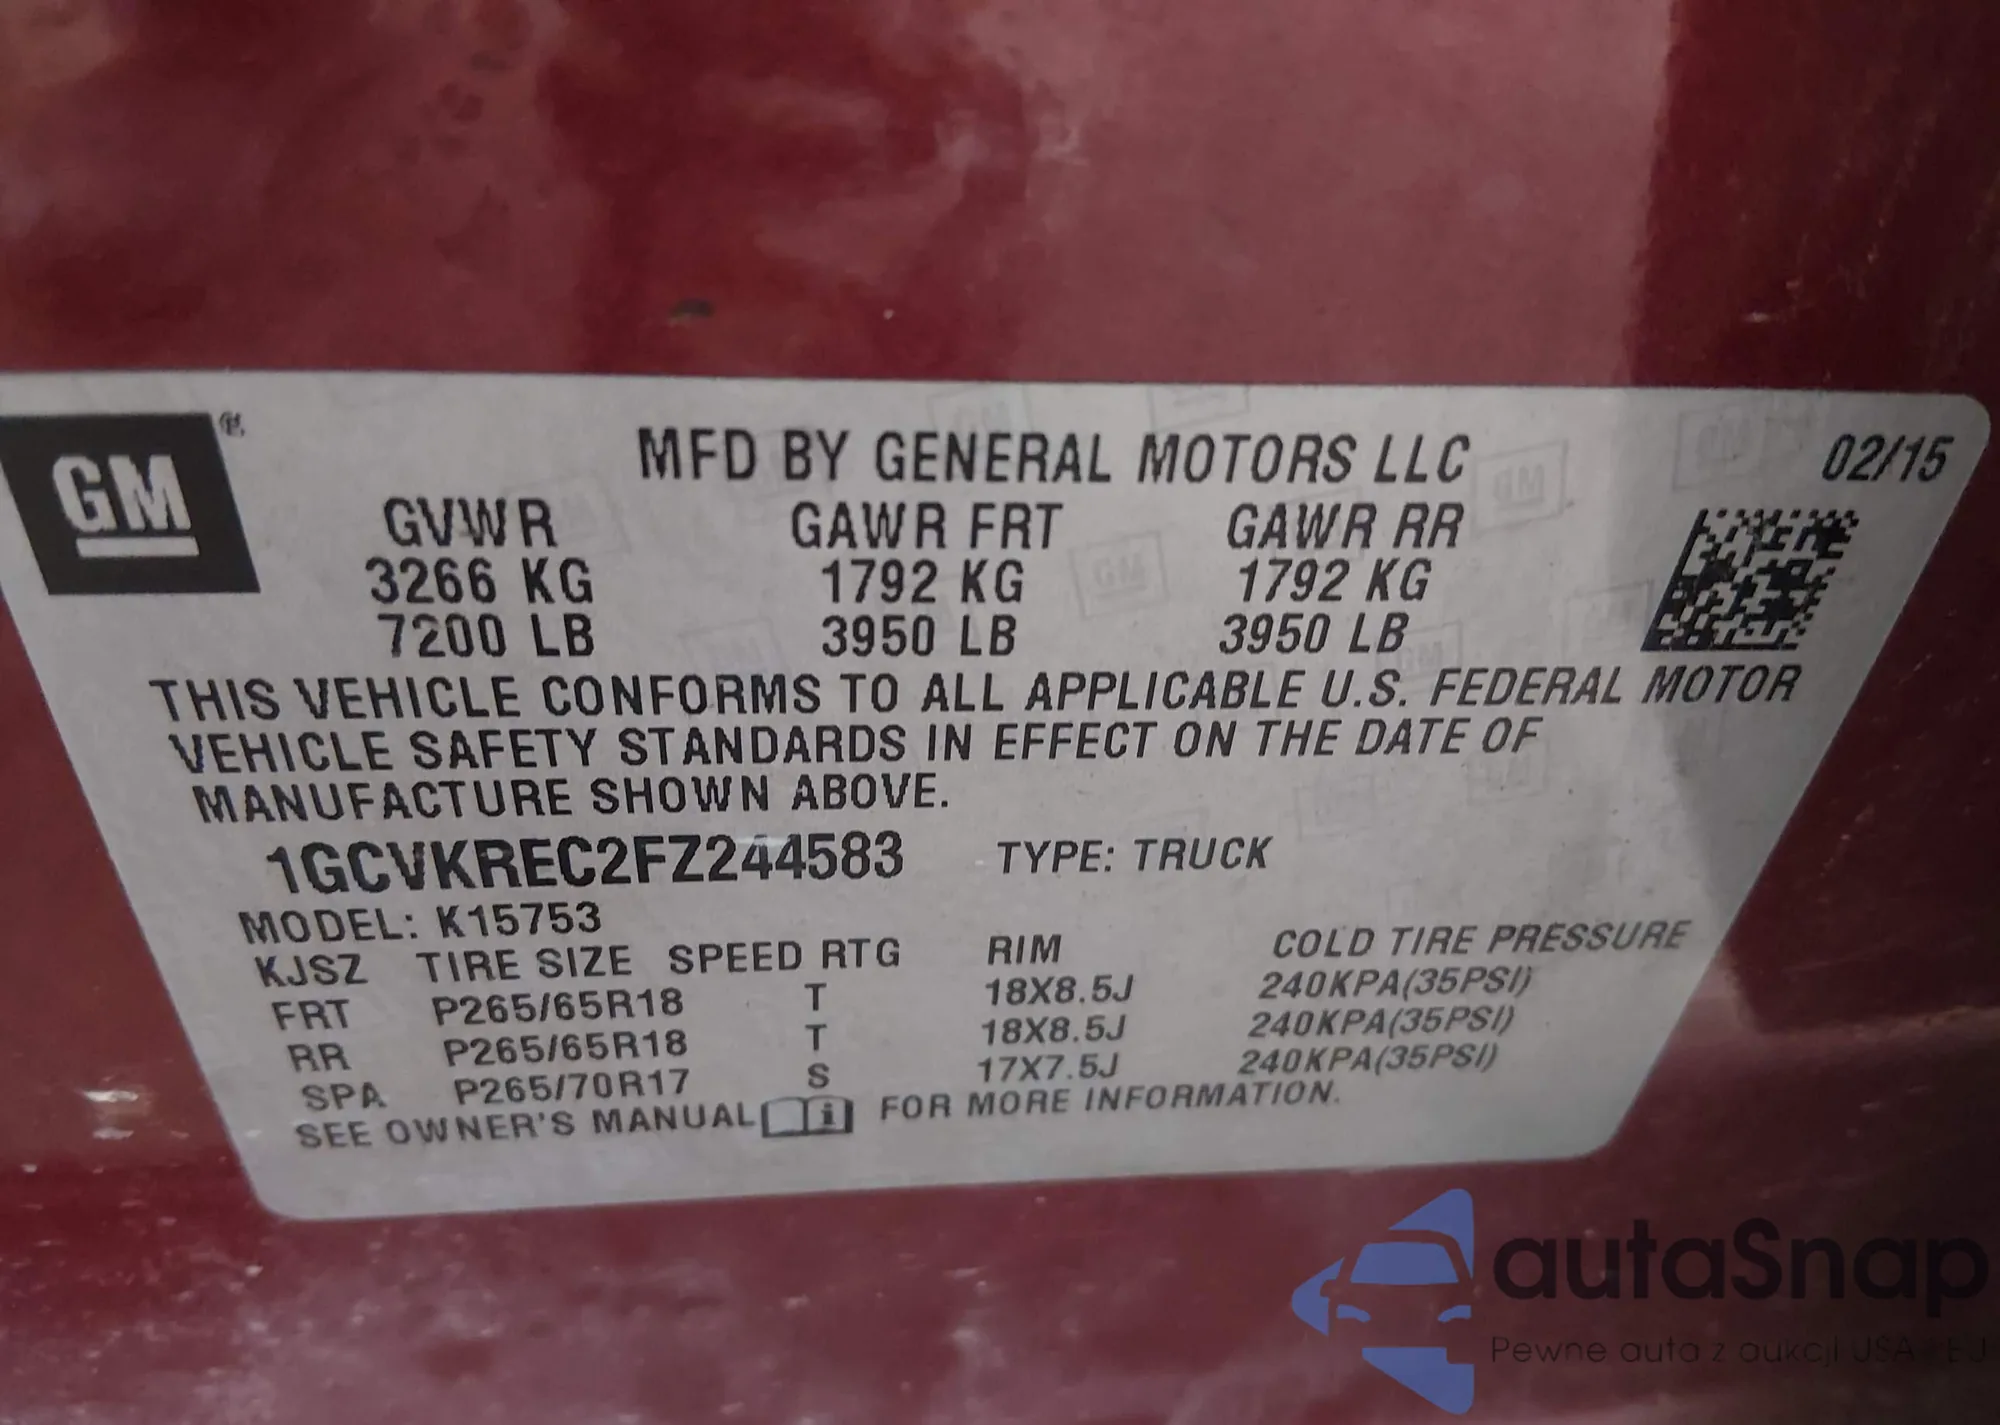 GM®
MFD BY GENERAL MOTORS LLC
02/15
GVWR GAWR FRT GAWR RR
3266 KG 1792 KG 1792 KG
7200 LB 3950 LB 3950 LB
THIS VEHICLE CONFORMS TO ALL APPLICABLE U.S. FEDERAL MOTOR
VEHICLE SAFETY STANDARDS IN EFFECT ON THE DATE OF
MANUFACTURE SHOWN ABOVE.
1GCVKREC2FZ244583 TYPE: TRUCK
MODEL: K15753
KJSZ TIRE SIZE SPEED RTG RIM COLD TIRE PRESSURE
FRT P265/65R18 T 18X8.5J 240KPA(35PSI)
RR P265/65R18 T 18X8.5J 240KPA(35PSI)
SPA P265/70R17 S 17X7.5J 240KPA(35PSI)
SEE OWNER'S MANUAL i FOR MORE INFORMATION.
autaSnap
Pewne auta z aukcji USA